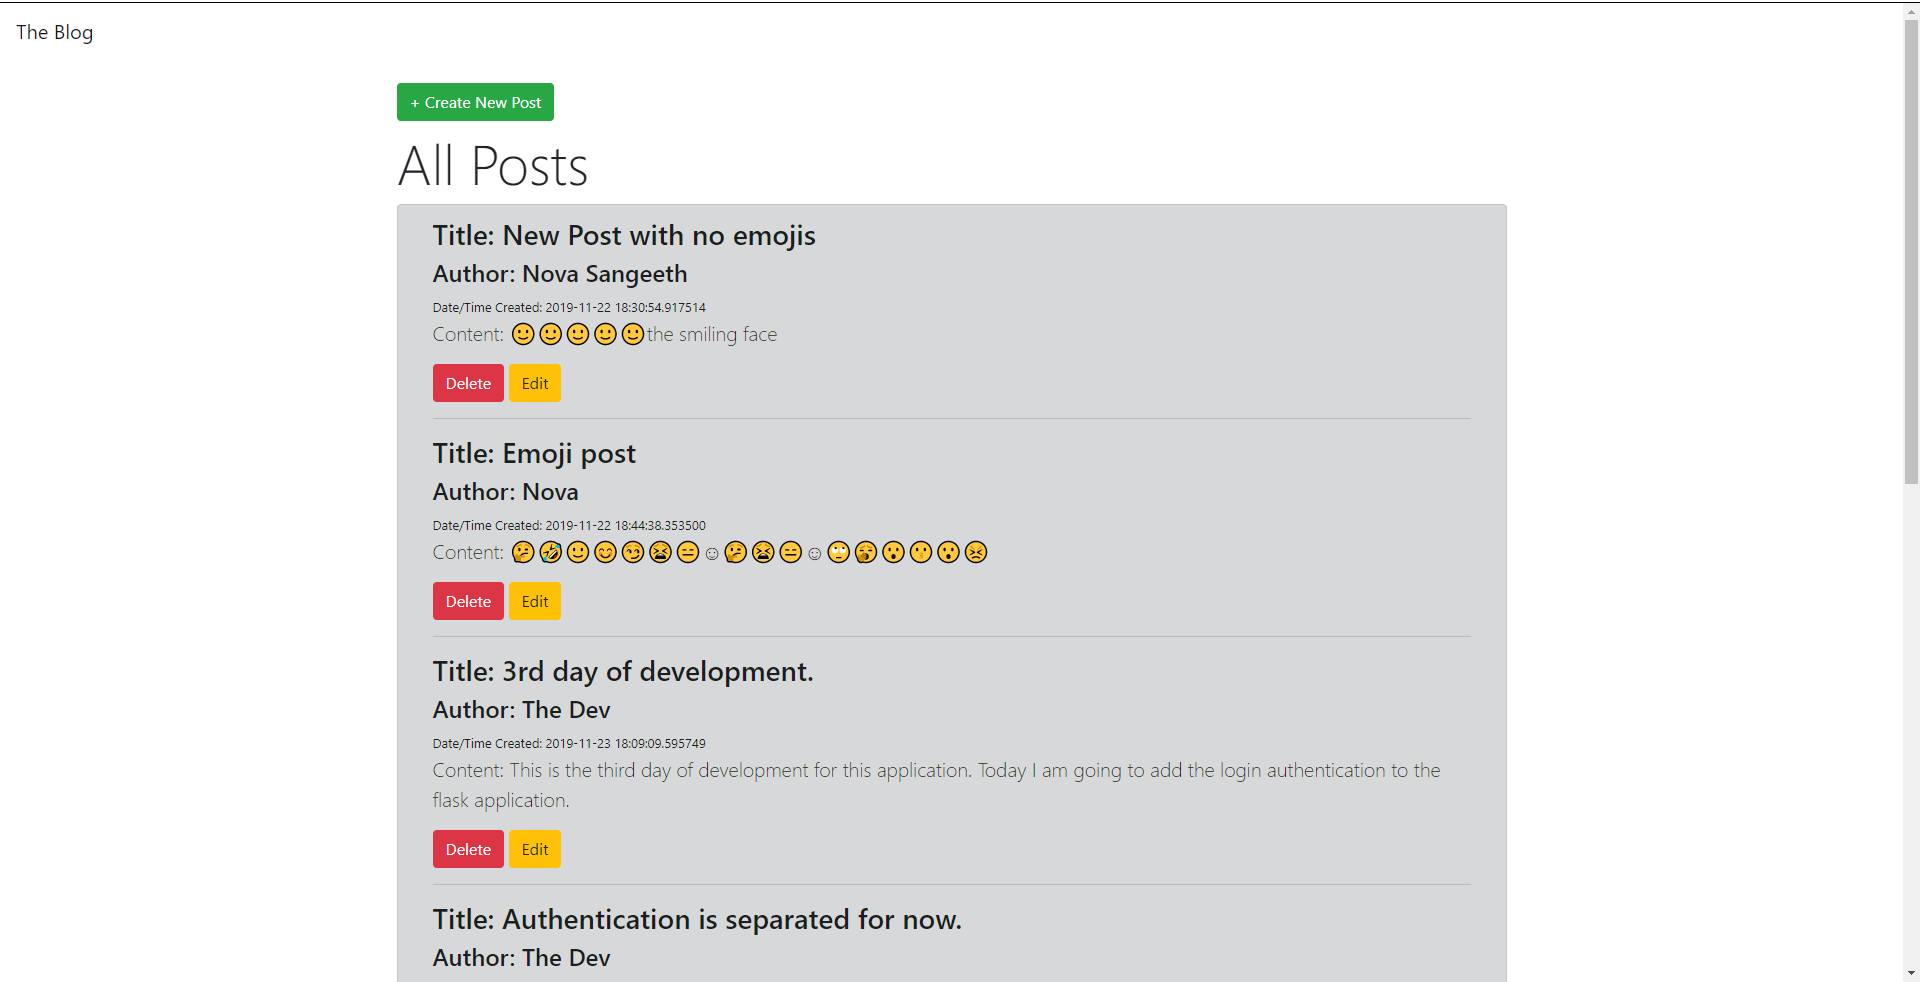 The Blog
+ Create New Post
All Posts
Title: New Post with no emojis
Author: Nova Sangeeth
Date/Time Created: 2019-11-22 18:30:54.917514
Content: 🙂🙂🙂🙂🙂the smiling face
Delete Edit
Title: Emoji post
Author: Nova
Date/Time Created: 2019-11-22 18:44:38.353500
Content: 🤔🤣🙂😊😏😫😑☺🤔😫😑☺🙄😪😮😗😮😣
Delete Edit
Title: 3rd day of development.
Author: The Dev
Date/Time Created: 2019-11-23 18:09:09.595749
Content: This is the third day of development for this application. Today I am going to add the login authentication to the
flask application.
Delete Edit
Title: Authentication is separated for now.
Author: The Dev